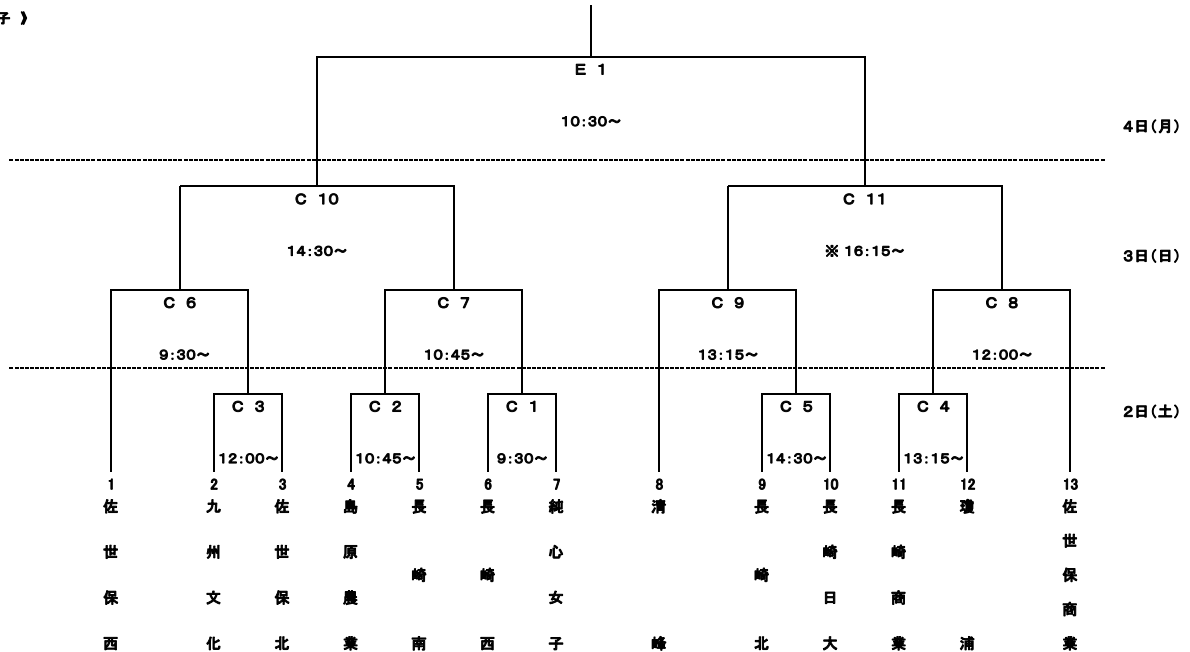 子 》
E 1
10:30～
4日(月)
C 10
C 11
14:30～
※ 16:15～
3日(日)
C 6
C 7
C 9
C 8
9:30～
10:45～
13:15～
12:00～
C 3
C 2
C 1
C 5
C 4
2日(土)
12:00～
10:45～
9:30～
14:30～
13:15～
1
2
3
4
5
6
7
8
9
10
11
12
13
佐世保西
九州文化
佐世保北
島原農業
長崎南
長崎西
純心女子
清峰
長崎北
長崎日大
長崎商業
瓊浦
佐世保商業